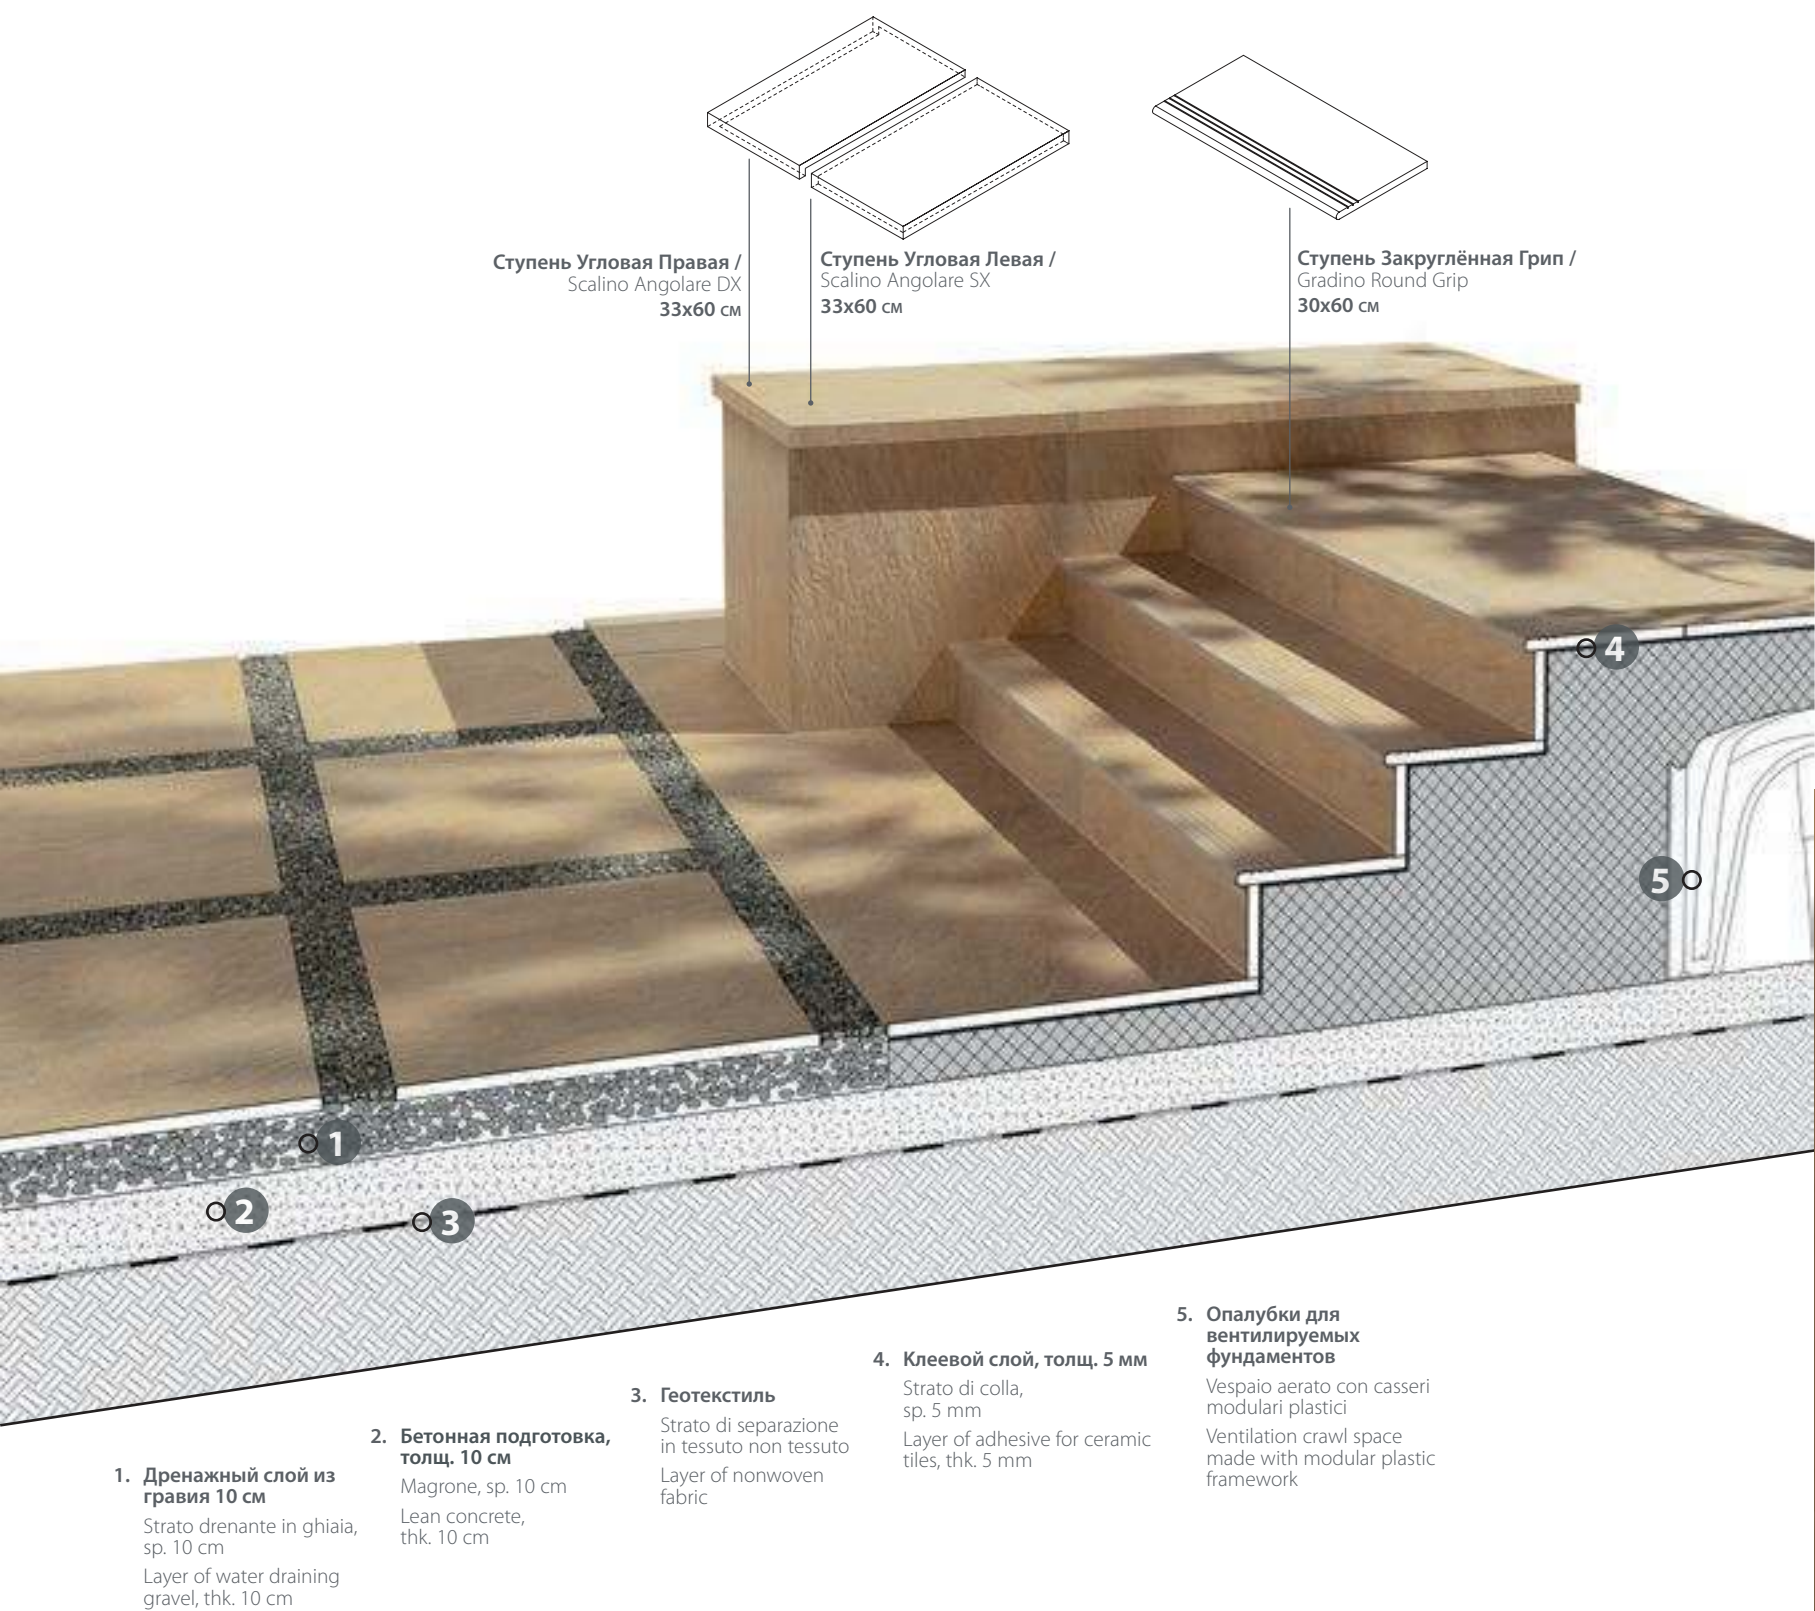 Ступень Угловая Правая /
Scalino Angolare DX
33x60 см
Ступень Угловая Левая /
Scalino Angolare SX
33x60 см
Ступень Закруглённая Грип /
Gradino Round Grip
30x60 см
4
5
1
2
3
1. Дренажный слой из
гравия 10 см
Strato drenante in ghiaia,
sp. 10 cm
Layer of water draining
gravel, thk. 10 cm
2. Бетонная подготовка,
толщ. 10 см
Magrone, sp. 10 cm
Lean concrete,
thk. 10 cm
3. Геотекстиль
Strato di separazione
in tessuto non tessuto
Layer of nonwoven
fabric
4. Клеевой слой, толщ. 5 мм
Strato di colla,
sp. 5 mm
Layer of adhesive for ceramic
tiles, thk. 5 mm
5. Опалубки для
вентилируемых
фундаментов
Vespaio aerato con casseri
modulari plastici
Ventilation crawl space
made with modular plastic
framework